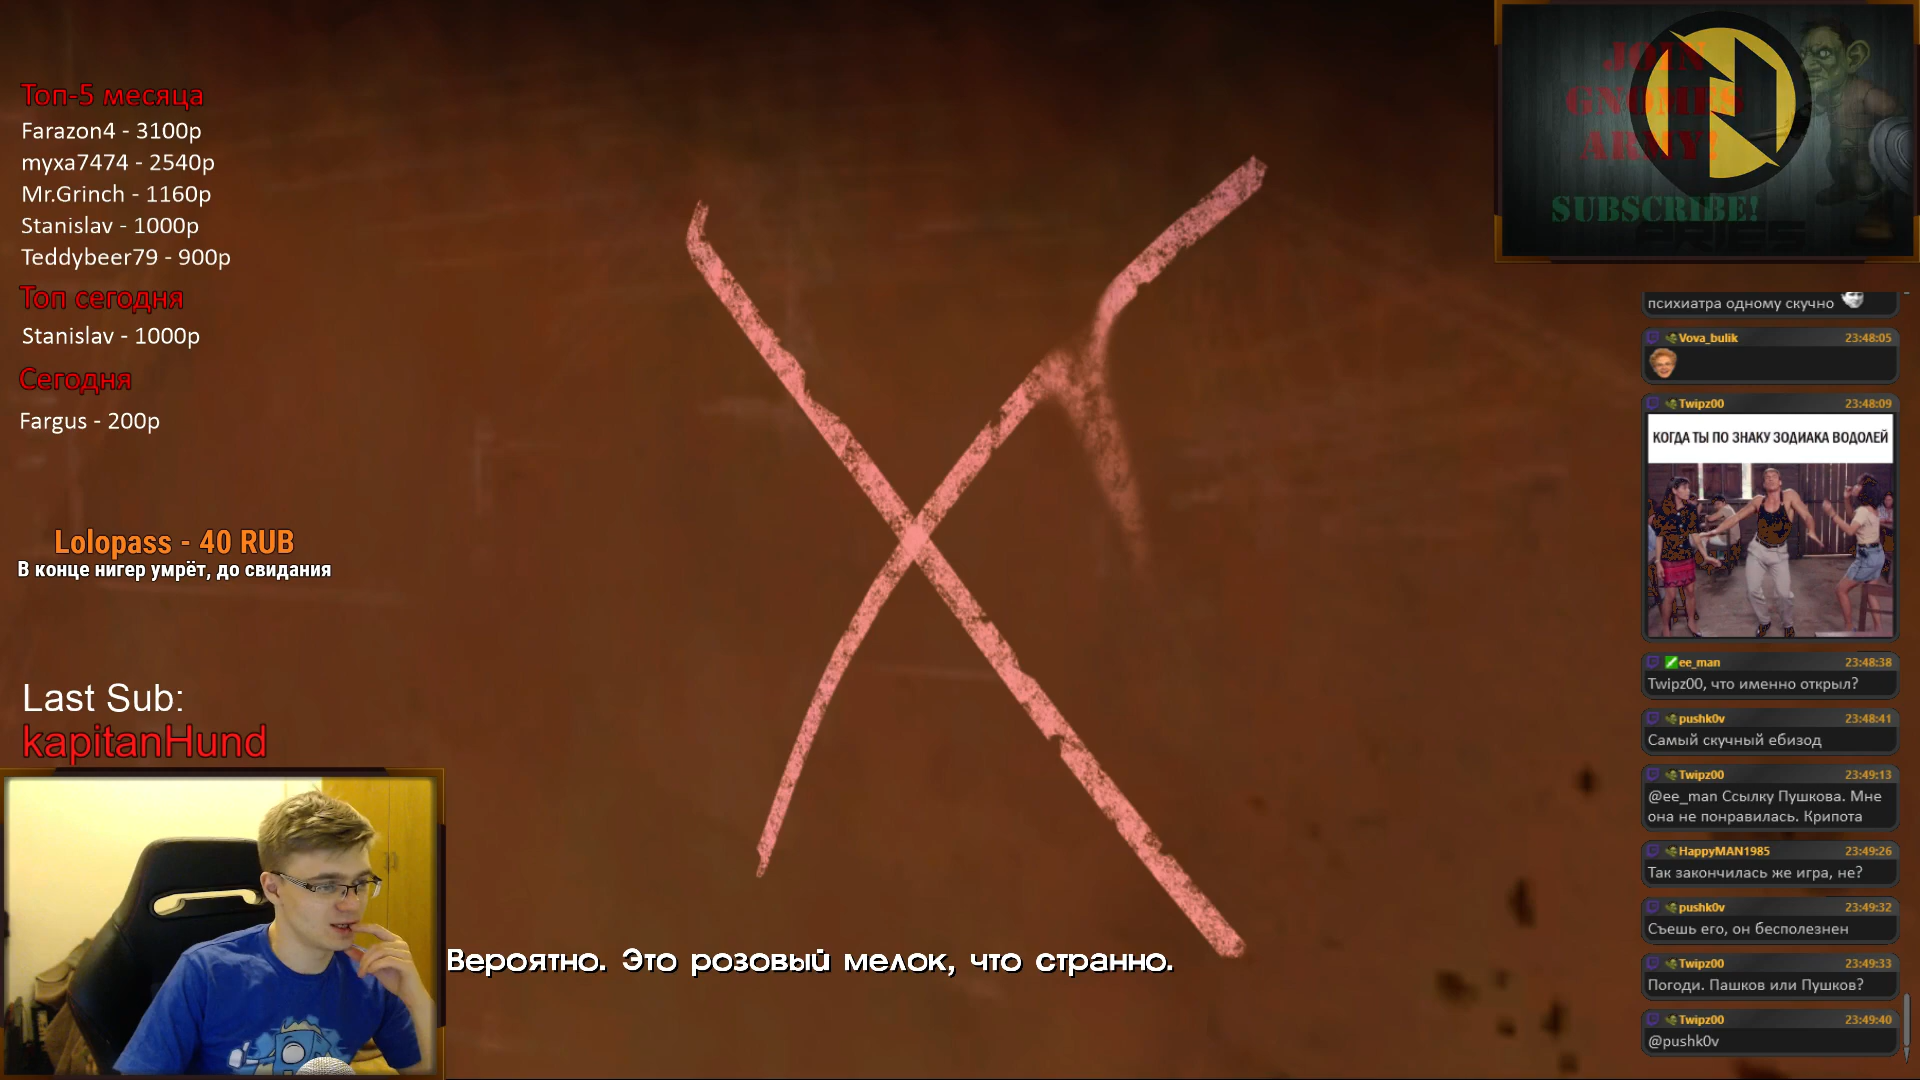 Топ-5 месяца
Farazon4 - 3100р
myxa7474 - 2540р
Mr.Grinch - 1160р
Stanislav - 1000р
Teddybeer79 - 900р
Топ сегодня
Stanislav - 1000р
Сегодня
Fargus - 200р
Lolopass - 40 RUB
В конце нигер умрёт, до свидания
Last Sub:
kapitanHund
Вероятно. Это розовый мелок, что странно.
JOIN
GNOMES
ARMY!
SUBSCRIBE!
ARIES
психиатра одному скучно
Vova_bulik 23:48:05
Twipz00 23:48:09
КОГДА ТЫ ПО ЗНАКУ ЗОДИАКА ВОДОЛЕЙ
ee_man 23:48:38
Twipz00, что именно открыл?
pushk0v 23:48:41
Самый скучный ебизод
Twipz00 23:49:13
@ee_man Ссылку Пушкова. Мне
она не понравилась. Крипота
HappyMAN1985 23:49:26
Так закончилась же игра, не?
pushk0v 23:49:32
Съешь его, он бесполезнен
Twipz00 23:49:33
Погоди. Пашков или Пушков?
Twipz00 23:49:40
@pushk0v